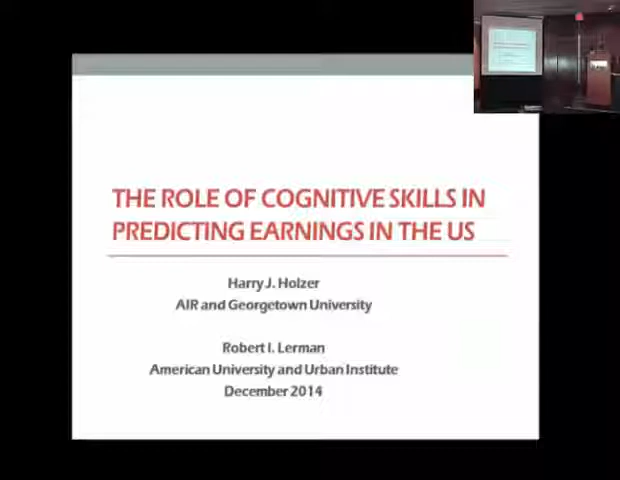 THE ROLE OF COGNITIVE SKILLS IN
PREDICTING EARNINGS IN THE US
Harry J. Holzer
AIR and Georgetown University
Robert I. Lerman
American University and Urban Institute
December 2014